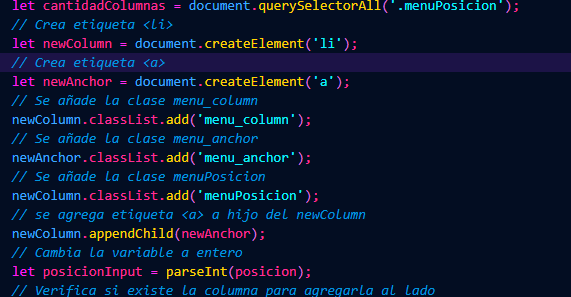 let cantidadColumnas = document.querySelectorAll('.menuPosicion');
// Crea etiqueta <li>
let newColumn = document.createElement('li');
// Crea etiqueta <a>
let newAnchor = document.createElement('a');
// Se añade la clase menu_column
newColumn.classList.add('menu_column');
// Se añade la clase menu_anchor
newAnchor.classList.add('menu_anchor');
// Se añade la clase menuPosicion
newColumn.classList.add('menuPosicion');
// se agrega etiqueta <a> a hijo del newColumn
newColumn.appendChild(newAnchor);
// Cambia la variable a entero
let posicionInput = parseInt(posicion);
// Verifica si existe la columna para agregarla al lado